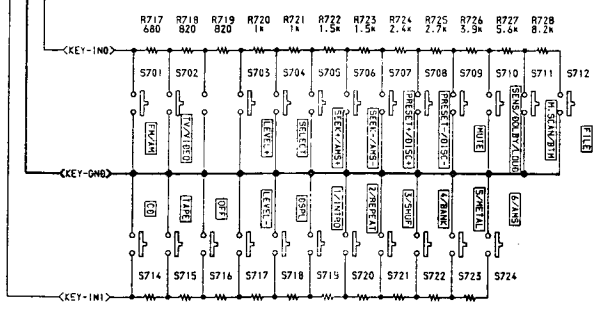 R717 R718 R719 R720 R721 R722 R723 R724 R725 R726 R727 R728
680 820 820 1K 1K 1.5K 1.5K 2.4K 2.7K 3.9K 5.6K 8.2K
KEY-IN0
S701 S702 S703 S704 S705 S706 S707 S708 S709 S710 S711 S712
FM/AM
TV/VIDEO
LEVEL+
SELECT
SEEK+/AMS+
SEEK-/AMS-
PRESET+/DISC+
PRESET-/DISC-
MUTE
SENS/DOLBY/LOUD
M.SCAN/BTM
FILE
KEY-GND
CD
TAPE
OFF
LEVEL-
DSPL
1/INTRO
2/REPEAT
3/SHUF
4/BANK
5/METAL
6/AMS
S714 S715 S716 S717 S718 S719 S720 S721 S722 S723 S724
KEY-IN1